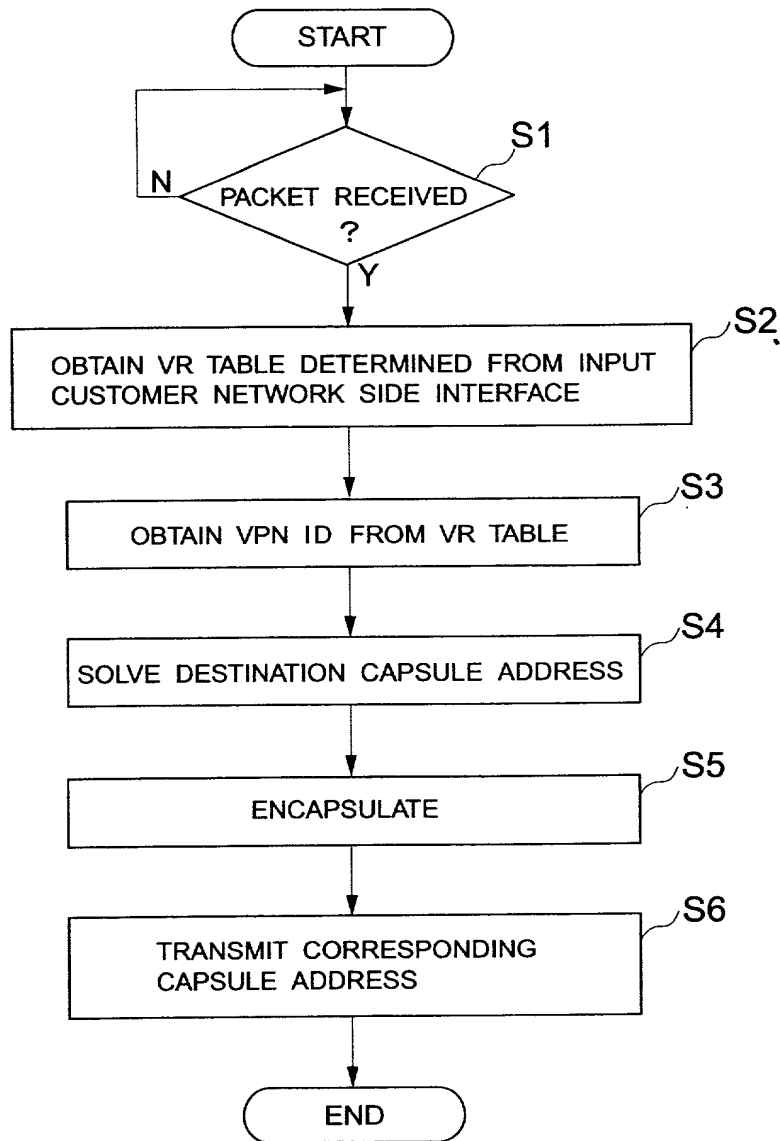 START
S1
N
PACKET RECEIVED
?
Y
S2
OBTAIN VR TABLE DETERMINED FROM INPUT
CUSTOMER NETWORK SIDE INTERFACE
S3
OBTAIN VPN ID FROM VR TABLE
S4
SOLVE DESTINATION CAPSULE ADDRESS
S5
ENCAPSULATE
S6
TRANSMIT CORRESPONDING
CAPSULE ADDRESS
END